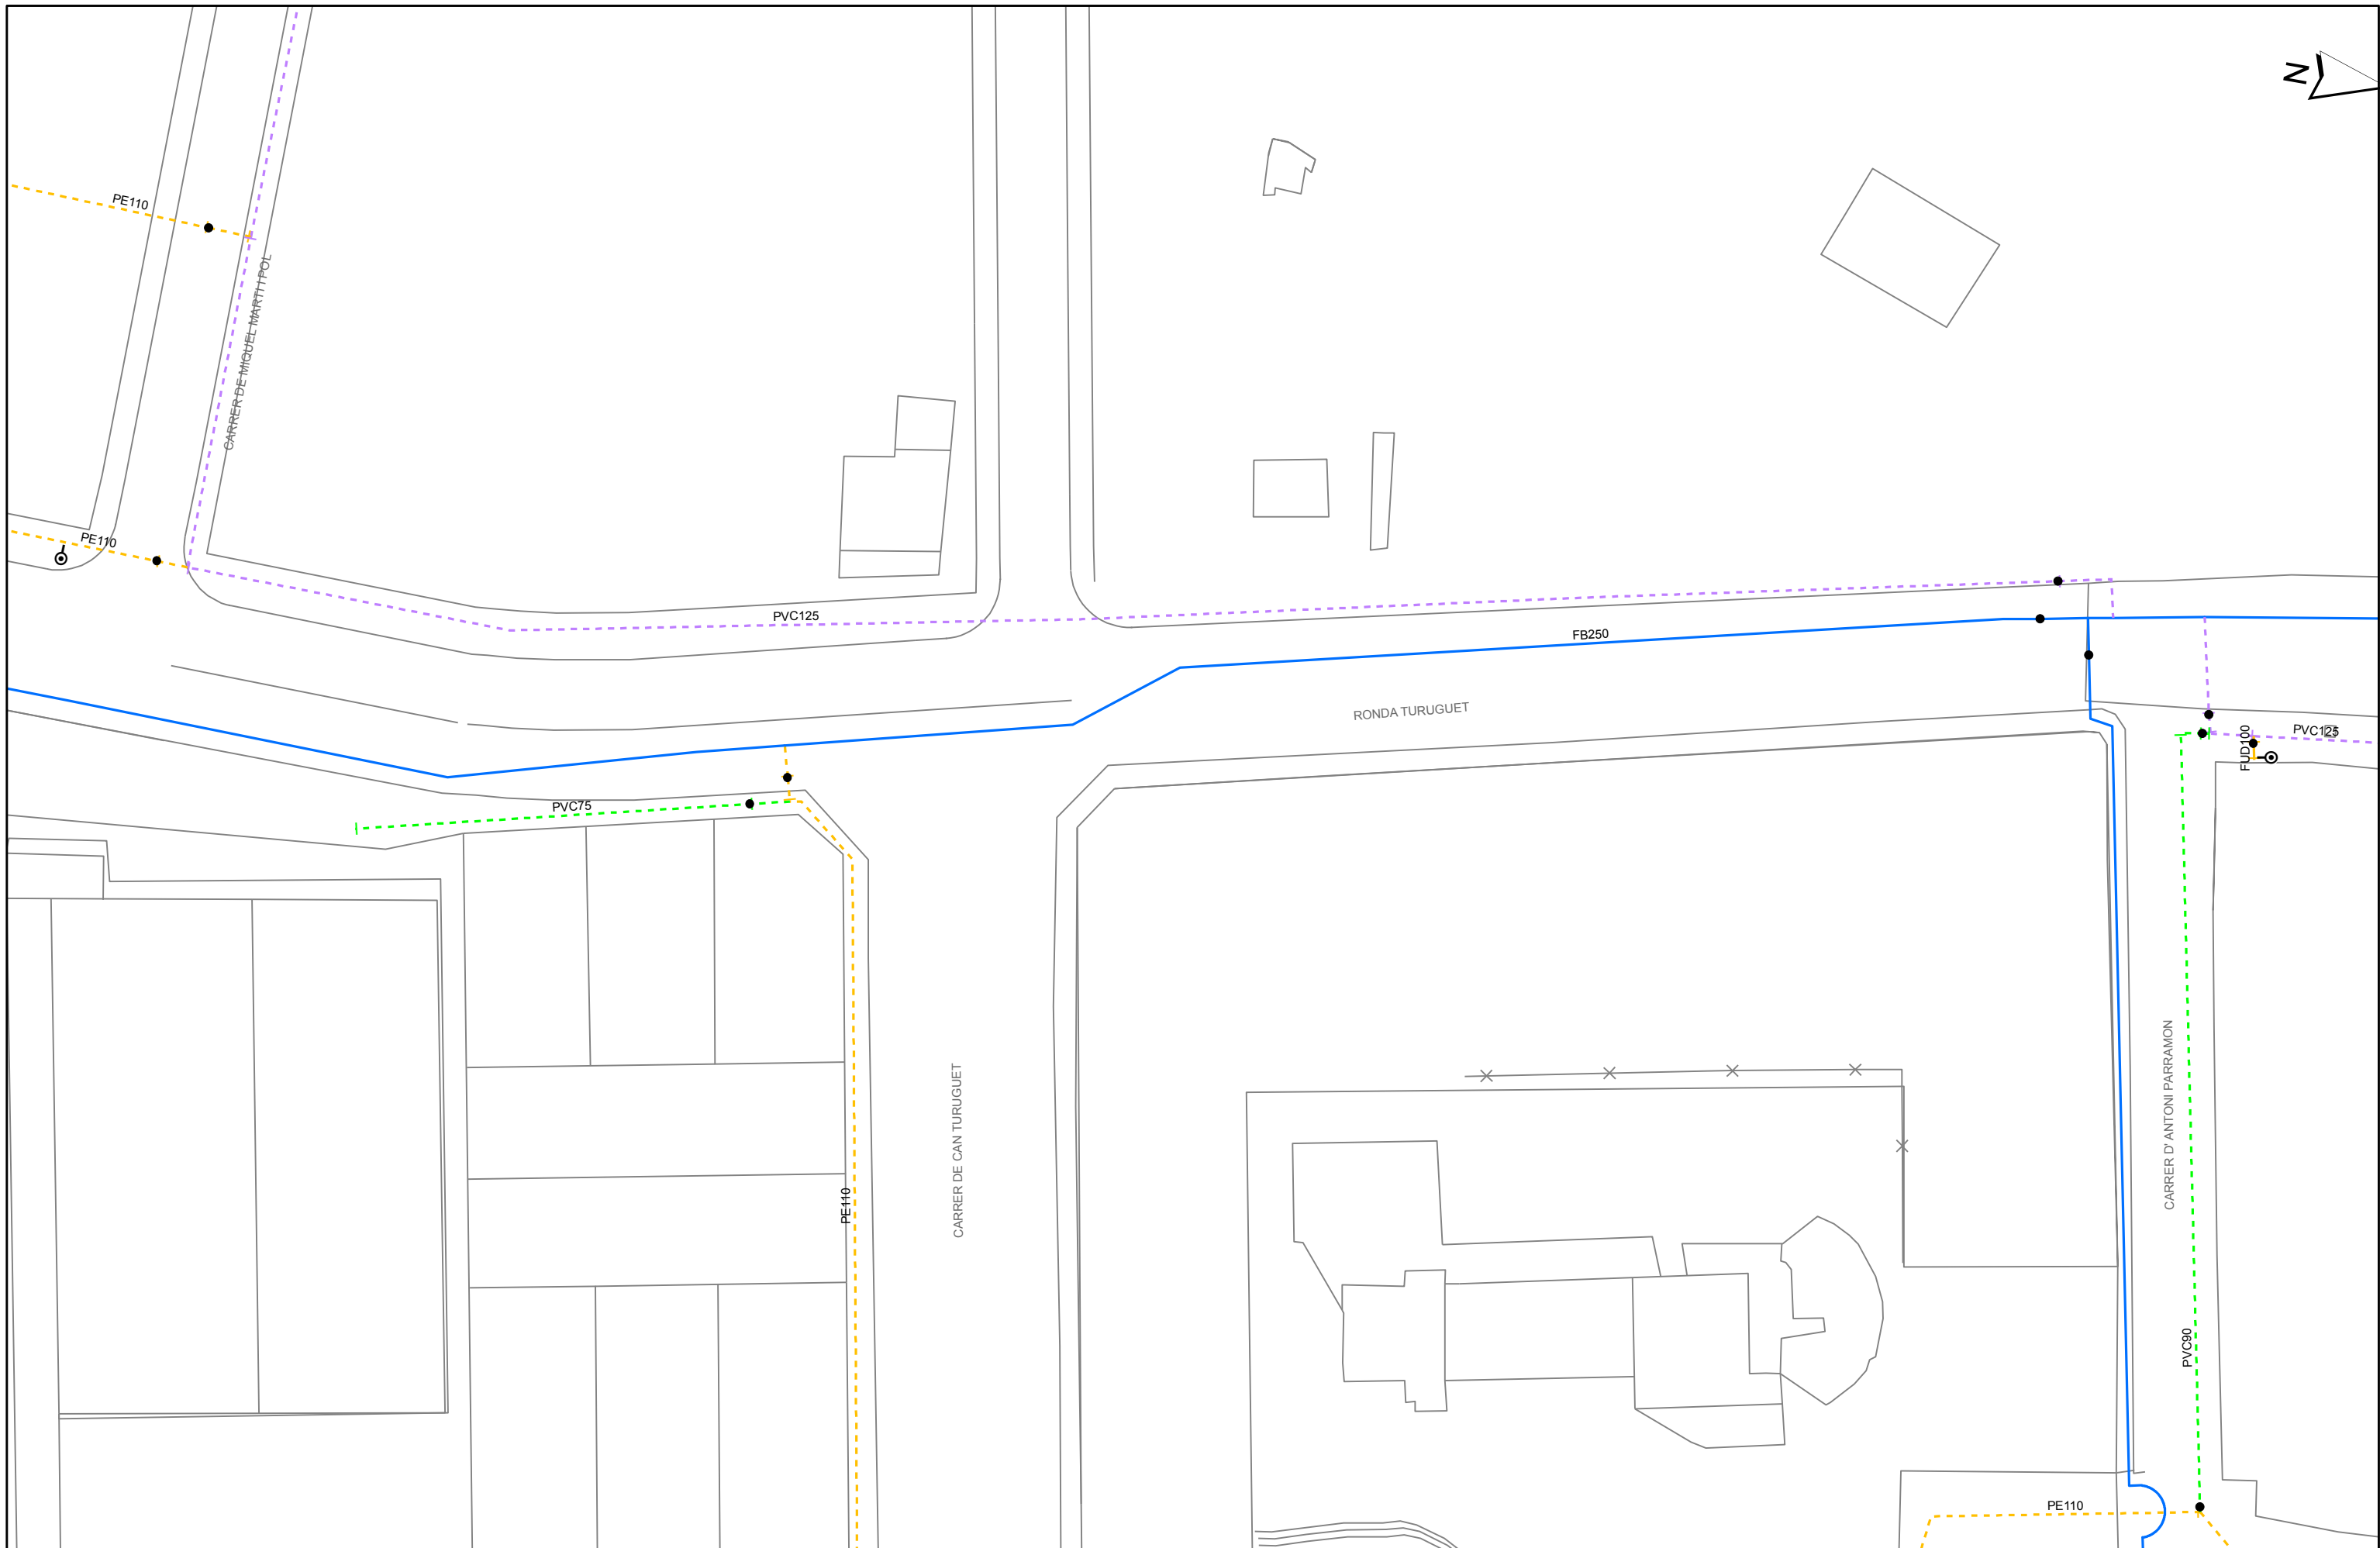 N
PE110
CARRER DE MIQUEL MARTI I POL
PE110
PVC125
FB250
RONDA TURUGUET
PVC125
FUD100
PVC75
CARRER DE CAN TURUGUET
CARRER D' ANTONI PARRAMON
PE110
PVC90
PE110